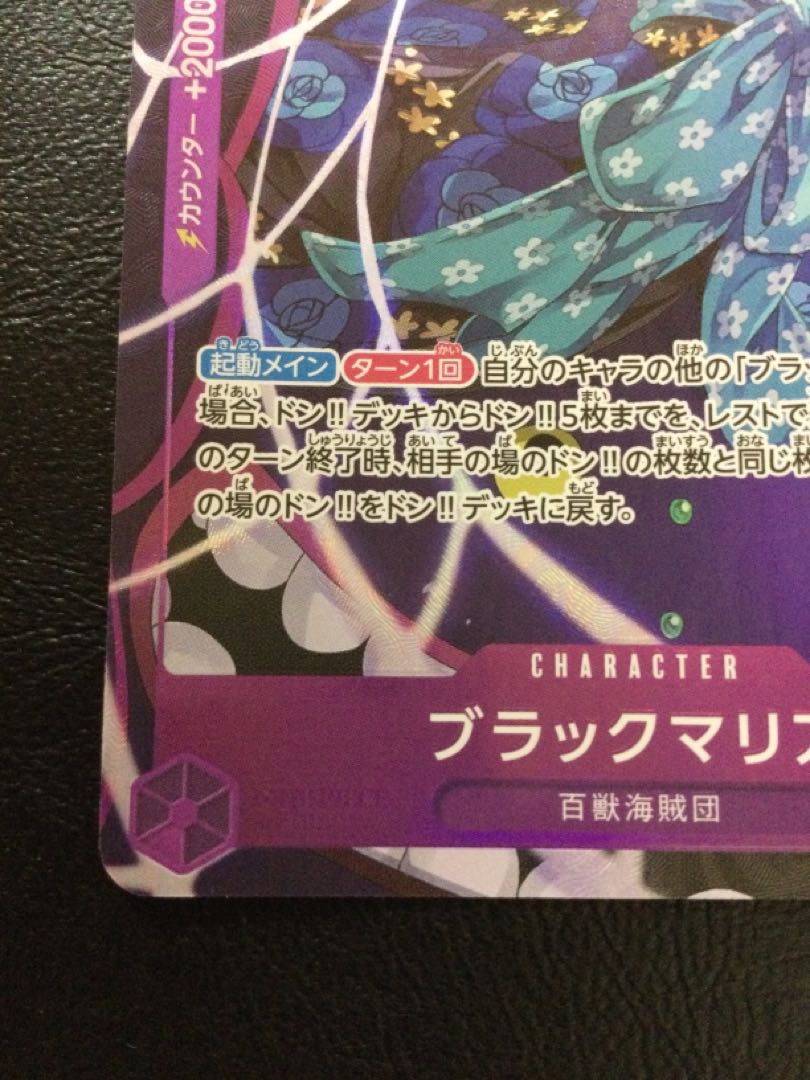 カウンター +2000
起動メイン ターン1回 自分のキャラの他の「ブラッ
場合、ドン!!デッキからドン!!5枚までを、レストで
のターン終了時、相手の場のドン!!の枚数と同じ枚
の場のドン!!をドン!!デッキに戻す。
CHARACTER
ブラックマリア
百獣海賊団